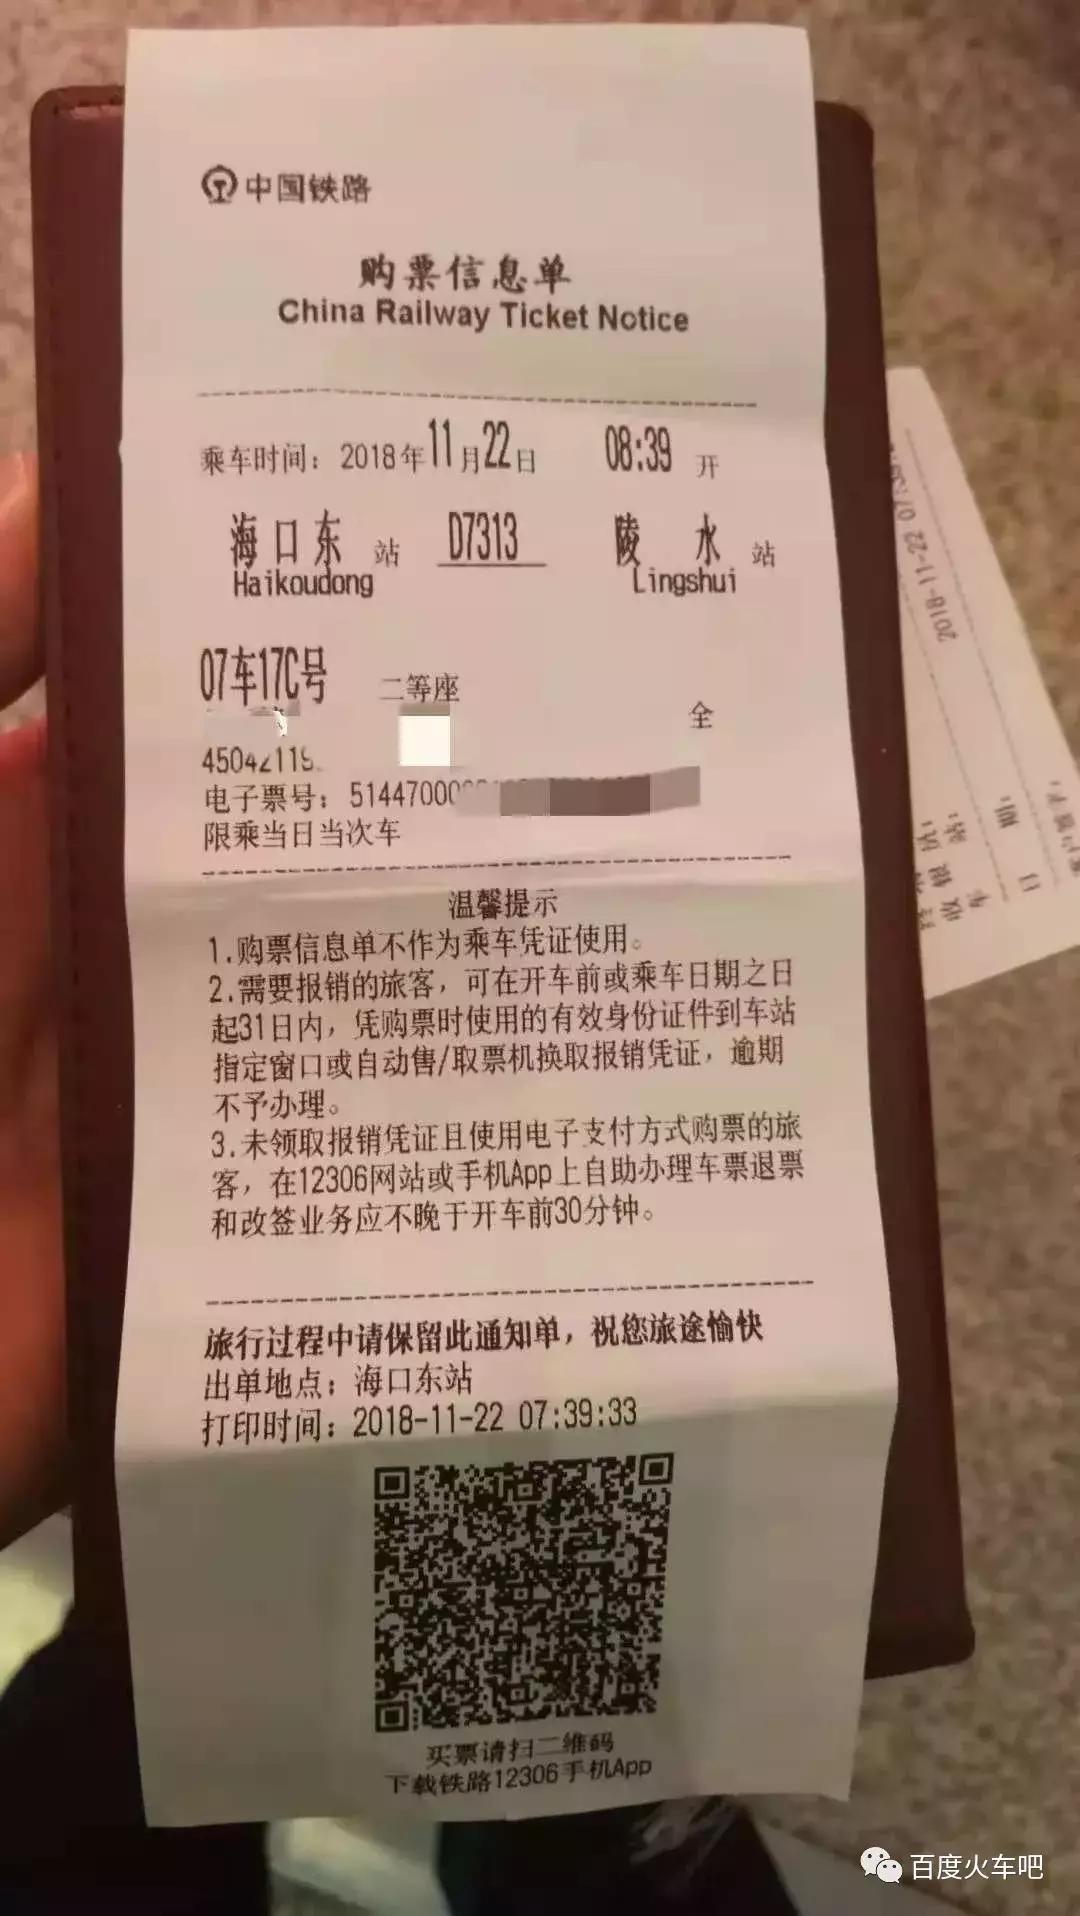 中国铁路
购票信息单
China Railway Ticket Notice
乘车时间：2018年11月22日 08:39 开
海口东 站 D7313 陵水 站
Haikoudong Lingshui
07车17C号 二等座 全
4504211
电子票号：51447000
限乘当日当次车
温馨提示
1.购票信息单不作为乘车凭证使用。
2.需要报销的旅客，可在开车前或乘车日期之日
起31日内，凭购票时使用的有效身份证件到车站
指定窗口或自动售/取票机换取报销凭证，逾期
不予办理。
3.未领取报销凭证且使用电子支付方式购票的旅
客，在12306网站或手机App上自助办理车票退票
和改签业务应不晚于开车前30分钟。
旅行过程中请保留此通知单，祝您旅途愉快
出单地点：海口东站
打印时间：2018-11-22 07:39:33
买票请扫二维码
下载铁路12306手机App
2018-11-22 07
百度火车吧